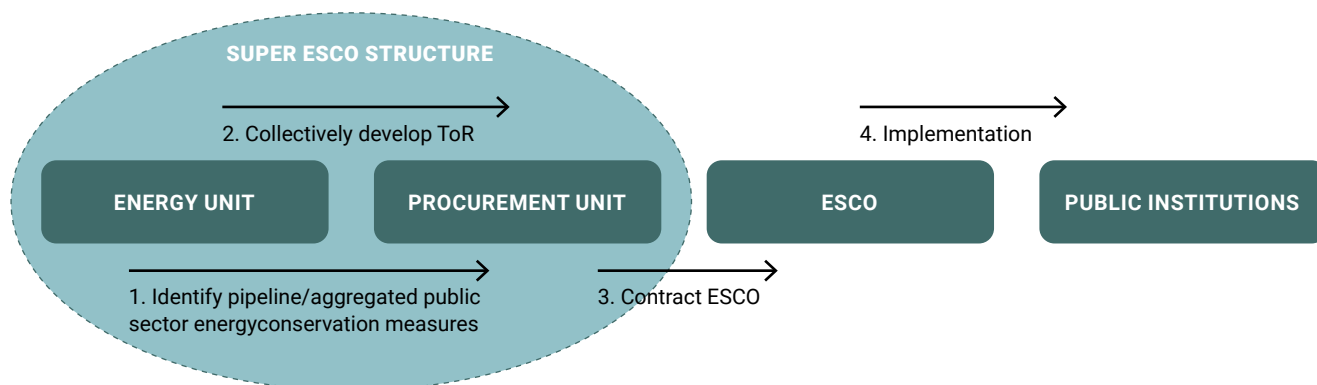 SUPER ESCO STRUCTURE
2. Collectively develop ToR
4. Implementation
ENERGY UNIT
PROCUREMENT UNIT
ESCO
PUBLIC INSTITUTIONS
1. Identify pipeline/aggregated public
sector energyconservation measures
3. Contract ESCO